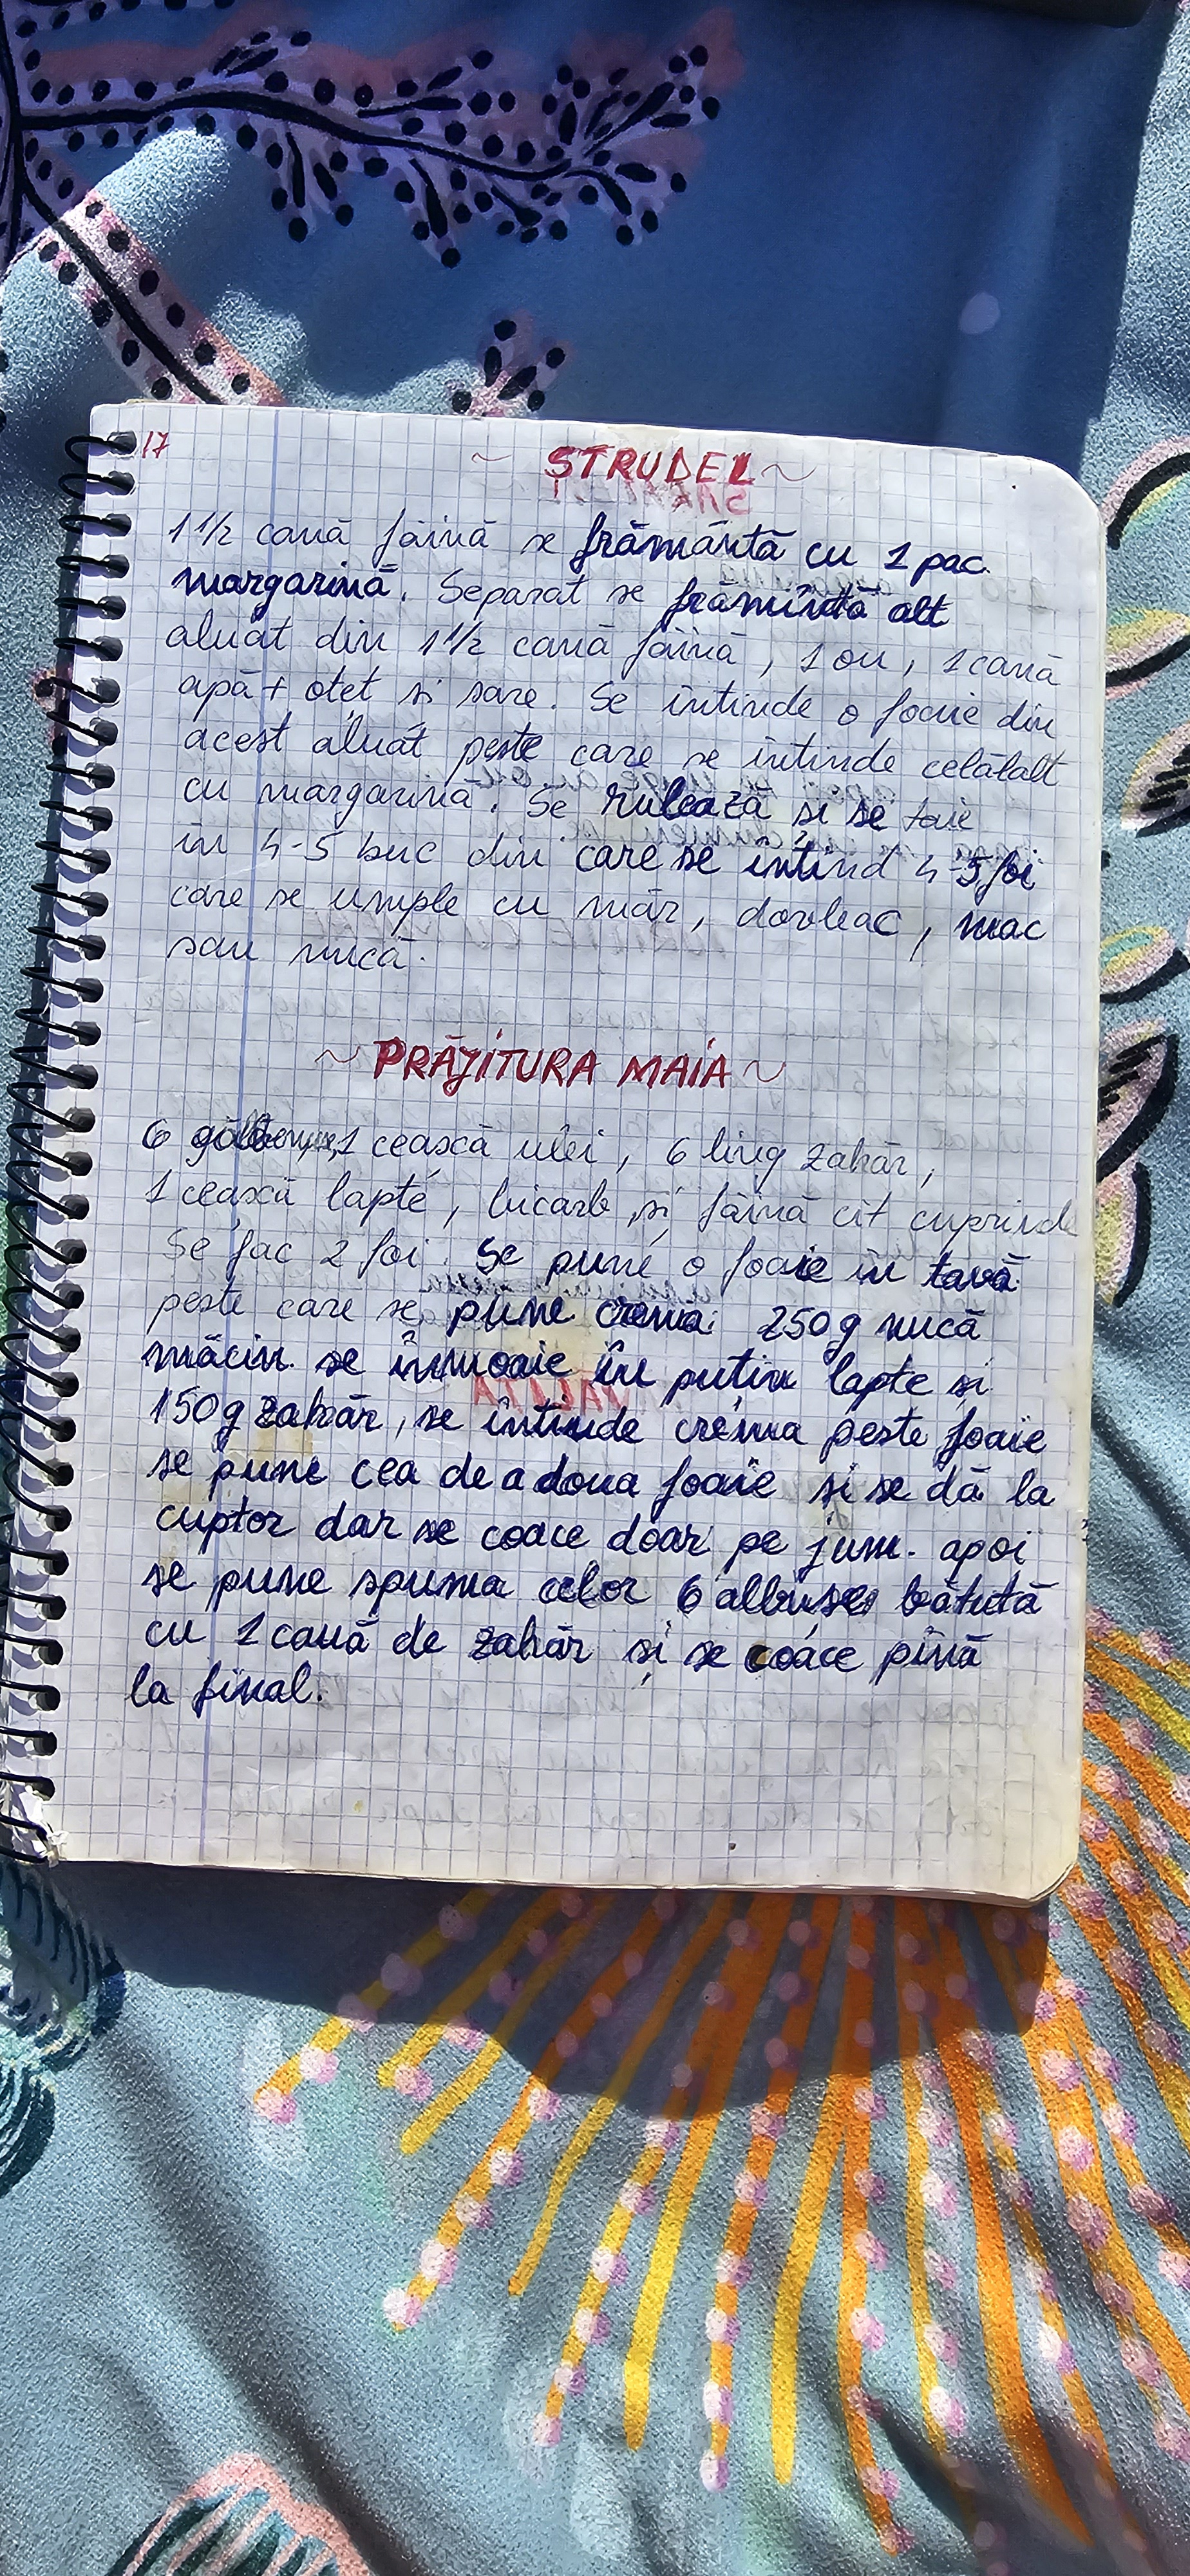 17
~ ȘTRUDEL ~
1 1/2 cană făină se frământă cu 1 pac.
margarină. Separat se frămîntă alt
aluat din 1 1/2 cană făină, 1 ou, 1 cană
apă + oțet si sare. Se întinde o foaie din
acest aluat peste care se întinde celălalt
cu margarină. Se rulează si se taie
în 4-5 buc din care se întind 4-5 foi
care se umple cu măr, dovleac, mac
sau nucă.
~ PRĂJITURA MAIA ~
6 1 ceașcă ulei, 6 ling zahăr,
1 ceașcă lapte, bicarb și făină cît cuprinde
Se fac 2 foi. Se pune o foaie în tavă
peste care se pune crema: 250 g nucă
măcin. se înmoaie în puțin lapte și
150 g zahăr, se întinde crema peste foaie
se pune cea de a doua foaie și se dă la
cuptor dar se coace doar pe jum. apoi
se pune spuma celor 6 albușe bătută
cu 1 cană de zahăr și se coace pînă
la final.